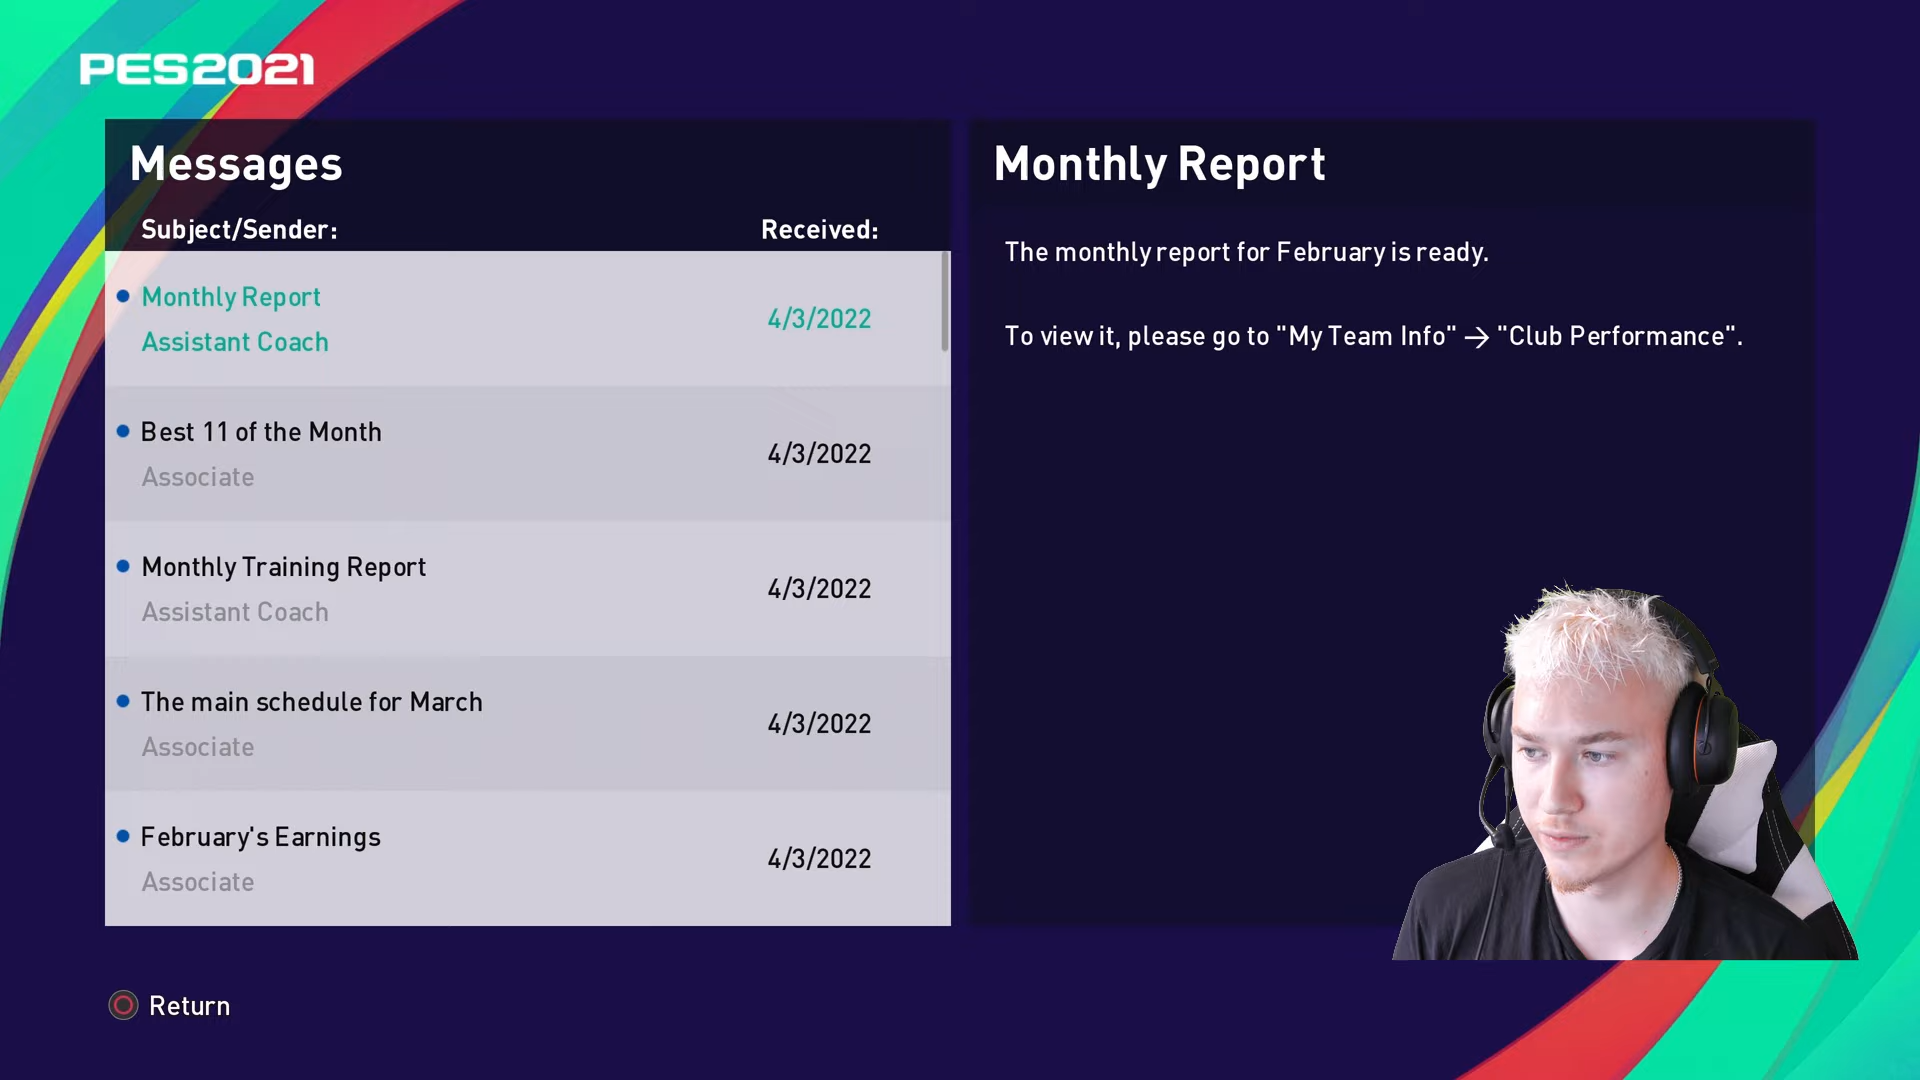 PES2021
Messages
Subject/Sender: Received:
Monthly Report
Assistant Coach
4/3/2022
Best 11 of the Month
Associate
4/3/2022
Monthly Training Report
Assistant Coach
4/3/2022
The main schedule for March
Associate
4/3/2022
February's Earnings
Associate
4/3/2022
Monthly Report
The monthly report for February is ready.
To view it, please go to "My Team Info" → "Club Performance".
Return